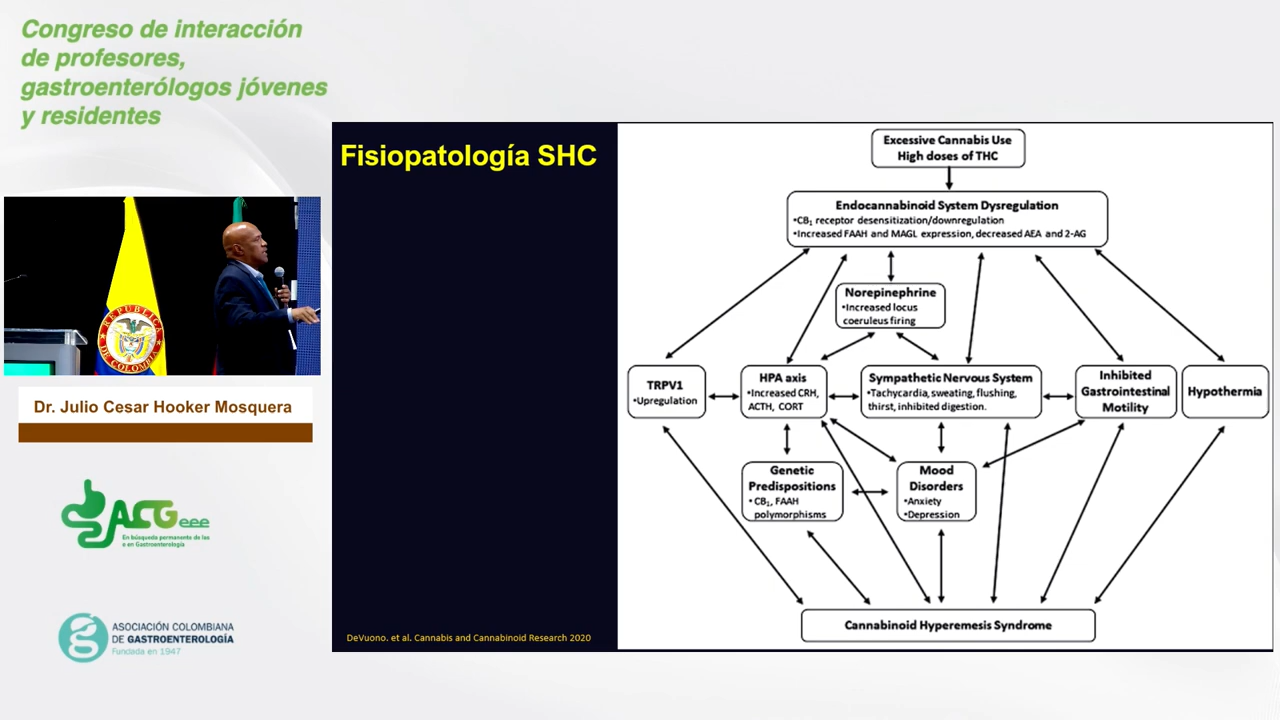 Congreso de interacción
de profesores,
gastroenterólogos jóvenes
y residentes
REPUBLICA
DE COLOMBIA
Dr. Julio Cesar Hooker Mosquera
ACGeee
En búsqueda permanente de las
e en Gastroenterología
ASOCIACIÓN COLOMBIANA
DE GASTROENTEROLOGÍA
Fundada en 1947
Fisiopatología SHC
DeVuono. et al. Cannabis and Cannabinoid Research 2020
Excessive Cannabis Use
High doses of THC
Endocannabinoid System Dysregulation
•CB₁ receptor desensitization/downregulation
•Increased FAAH and MAGL expression, decreased AEA and 2-AG
Norepinephrine
•Increased locus
coeruleus firing
TRPV1
•Upregulation
HPA axis
•Increased CRH,
ACTH, CORT
Sympathetic Nervous System
•Tachycardia, sweating, flushing,
thirst, inhibited digestion.
Inhibited
Gastrointestinal
Motility
Hypothermia
Genetic
Predispositions
• CB₁, FAAH
polymorphisms
Mood
Disorders
•Anxiety
•Depression
Cannabinoid Hyperemesis Syndrome